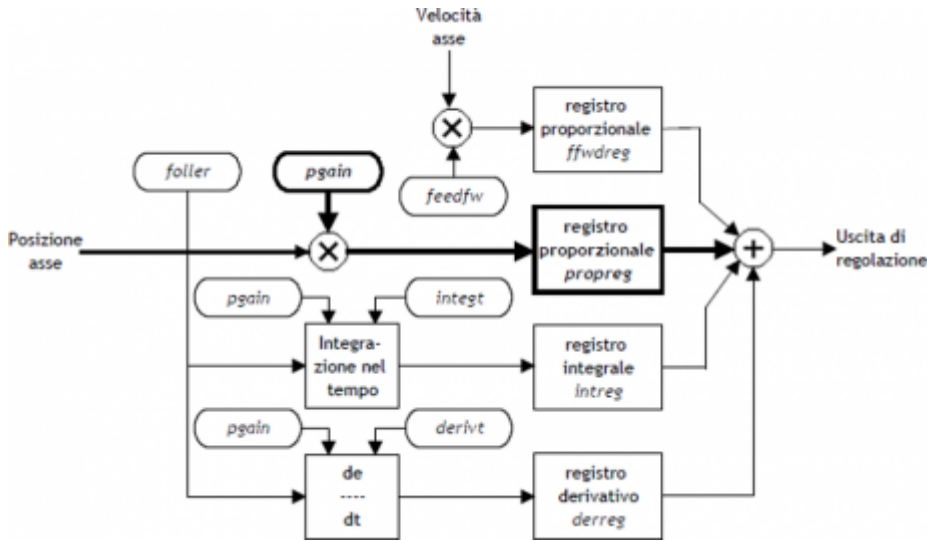 Velocità
asse
registro
proporzionale
ffwdreg
foller
pgain
feedfw
Posizione
asse
registro
proporzionale
propreg
Uscita di
regolazione
pgain
integt
Integra-
zione nel
tempo
registro
integrale
intreg
pgain
derivt
de
----
dt
registro
derivativo
derreg